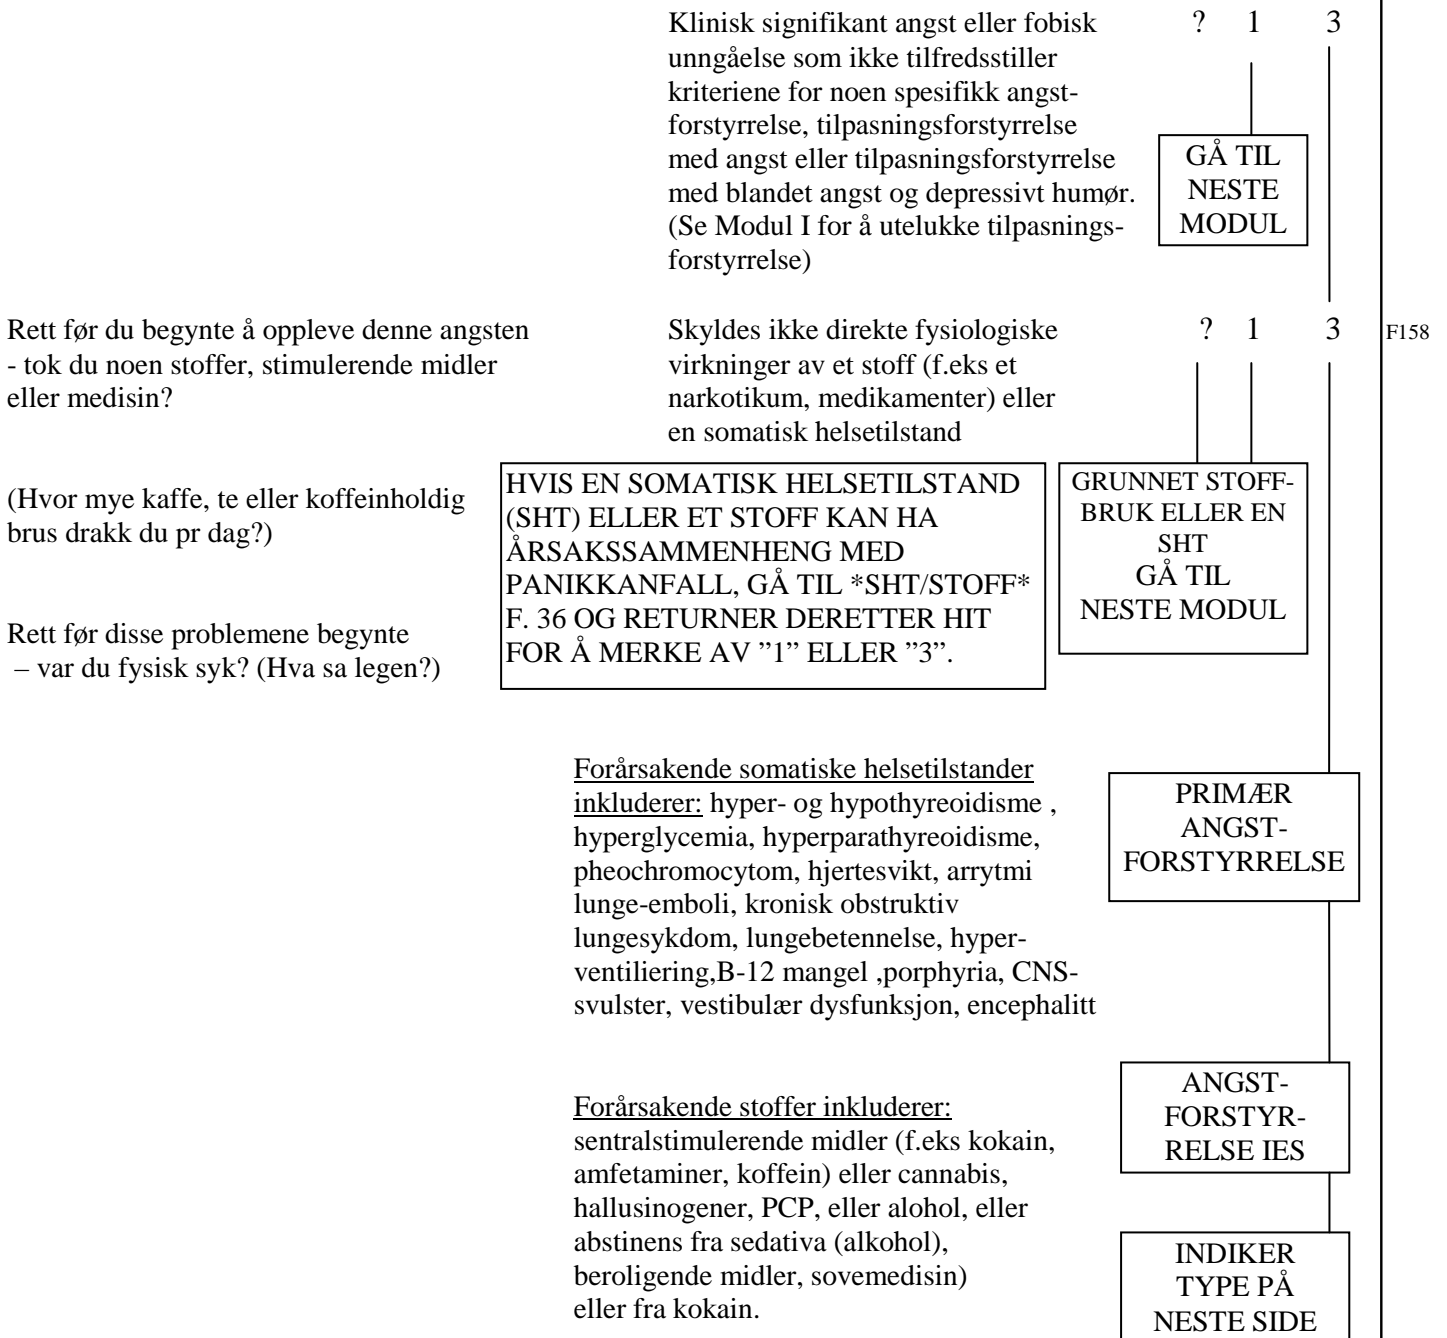 Klinisk signifikant angst eller fobisk ? 1 3
unngåelse som ikke tilfredsstiller
kriteriene for noen spesifikk angst-
forstyrrelse, tilpasningsforstyrrelse
med angst eller tilpasningsforstyrrelse
med blandet angst og depressivt humør.
(Se Modul I for å utelukke tilpasnings-
forstyrrelse)
GÅ TIL
NESTE
MODUL
Rett før du begynte å oppleve denne angsten
- tok du noen stoffer, stimulerende midler
eller medisin?
Skyldes ikke direkte fysiologiske ? 1 3 F158
virkninger av et stoff (f.eks et
narkotikum, medikamenter) eller
en somatisk helsetilstand
(Hvor mye kaffe, te eller koffeinholdig
brus drakk du pr dag?)
Rett før disse problemene begynte
– var du fysisk syk? (Hva sa legen?)
HVIS EN SOMATISK HELSETILSTAND
(SHT) ELLER ET STOFF KAN HA
ÅRSAKSSAMMENHENG MED
PANIKKANFALL, GÅ TIL *SHT/STOFF*
F. 36 OG RETURNER DERETTER HIT
FOR Å MERKE AV ”1” ELLER ”3”.
GRUNNET STOFF-
BRUK ELLER EN
SHT
GÅ TIL
NESTE MODUL
Forårsakende somatiske helsetilstander
inkluderer: hyper- og hypothyreoidisme ,
hyperglycemia, hyperparathyreoidisme,
pheochromocytom, hjertesvikt, arrytmi
lunge-emboli, kronisk obstruktiv
lungesykdom, lungebetennelse, hyper-
ventiliering,B-12 mangel ,porphyria, CNS-
svulster, vestibulær dysfunksjon, encephalitt
PRIMÆR
ANGST-
FORSTYRRELSE
Forårsakende stoffer inkluderer:
sentralstimulerende midler (f.eks kokain,
amfetaminer, koffein) eller cannabis,
hallusinogener, PCP, eller alohol, eller
abstinens fra sedativa (alkohol),
beroligende midler, sovemedisin)
eller fra kokain.
ANGST-
FORSTYR-
RELSE IES
INDIKER
TYPE PÅ
NESTE SIDE